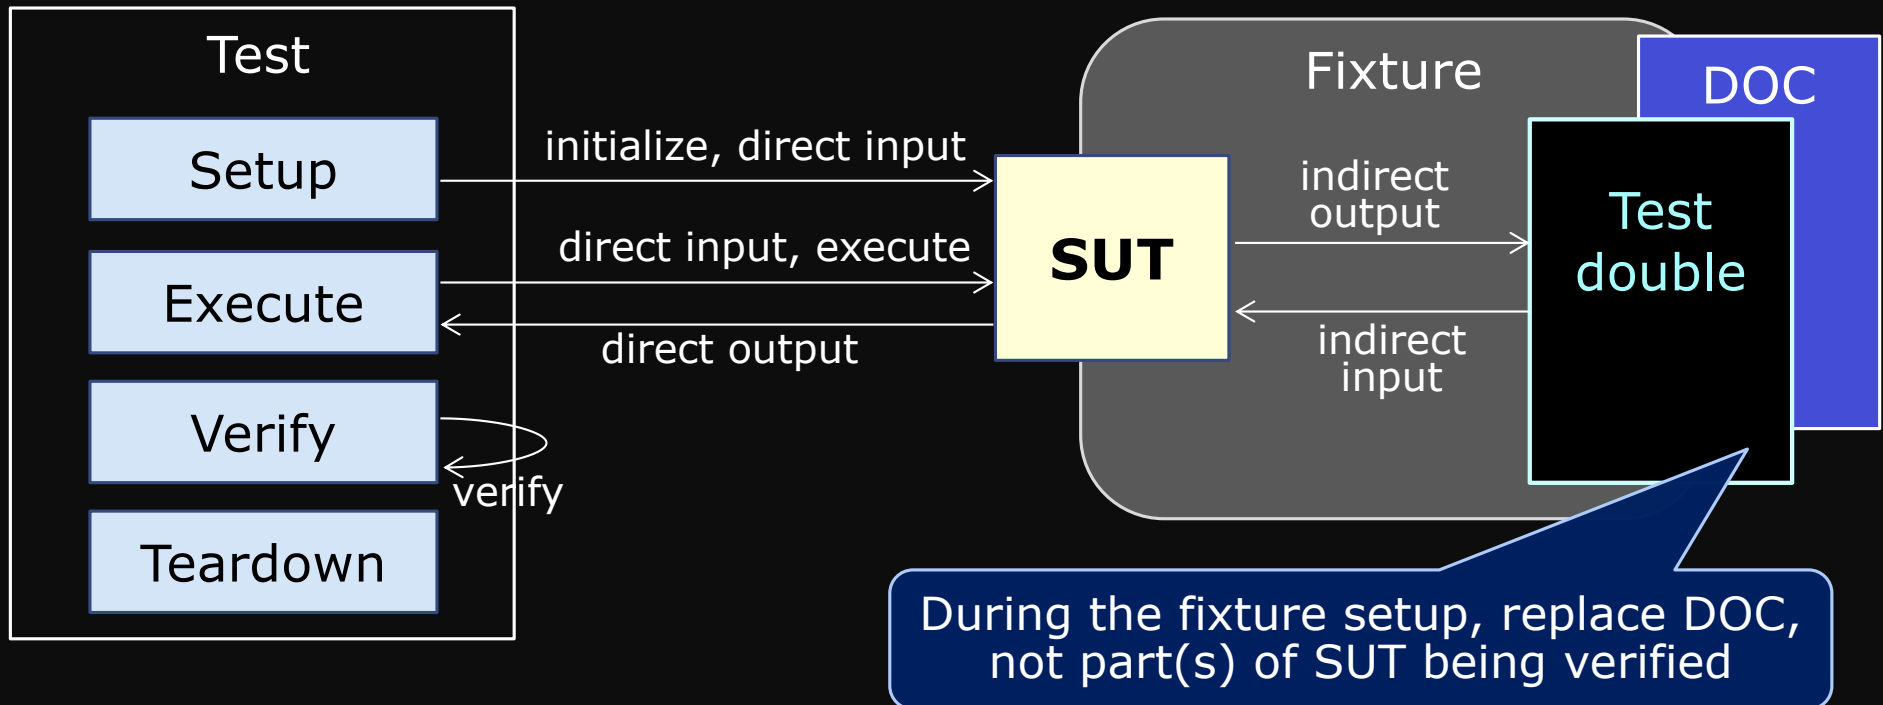 Test
Setup
Execute
Verify
Teardown
initialize, direct input
direct input, execute
direct output
verify
SUT
Fixture
indirect
output
indirect
input
DOC
Test
double
During the fixture setup, replace DOC,
not part(s) of SUT being verified